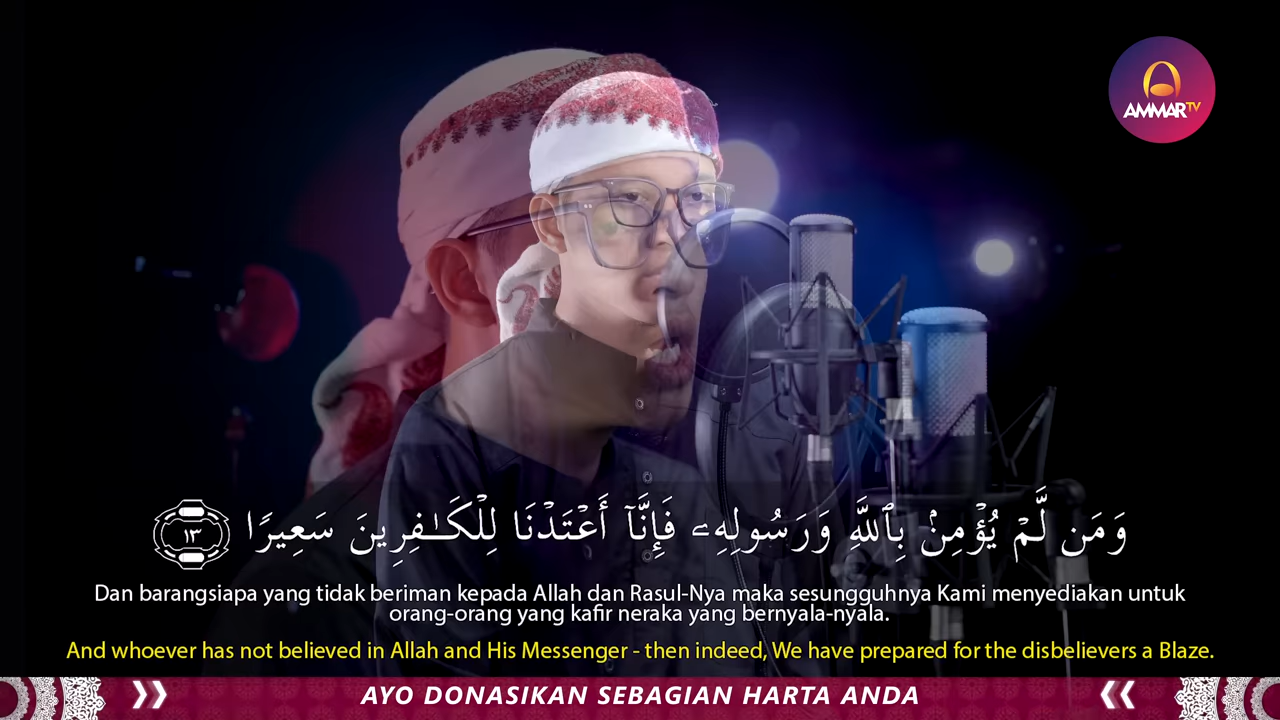 AMMAR TV
وَمَن لَّمْ يُؤْمِنۢ بِٱللَّهِ وَرَسُولِهِۦ فَإِنَّآ أَعْتَدْنَا لِلْكَـٰفِرِينَ سَعِيرًا ١٣
Dan barangsiapa yang tidak beriman kepada Allah dan Rasul-Nya maka sesungguhnya Kami menyediakan untuk
orang-orang yang kafir neraka yang bernyala-nyala.
And whoever has not believed in Allah and His Messenger - then indeed, We have prepared for the disbelievers a Blaze.
AYO DONASIKAN SEBAGIAN HARTA ANDA